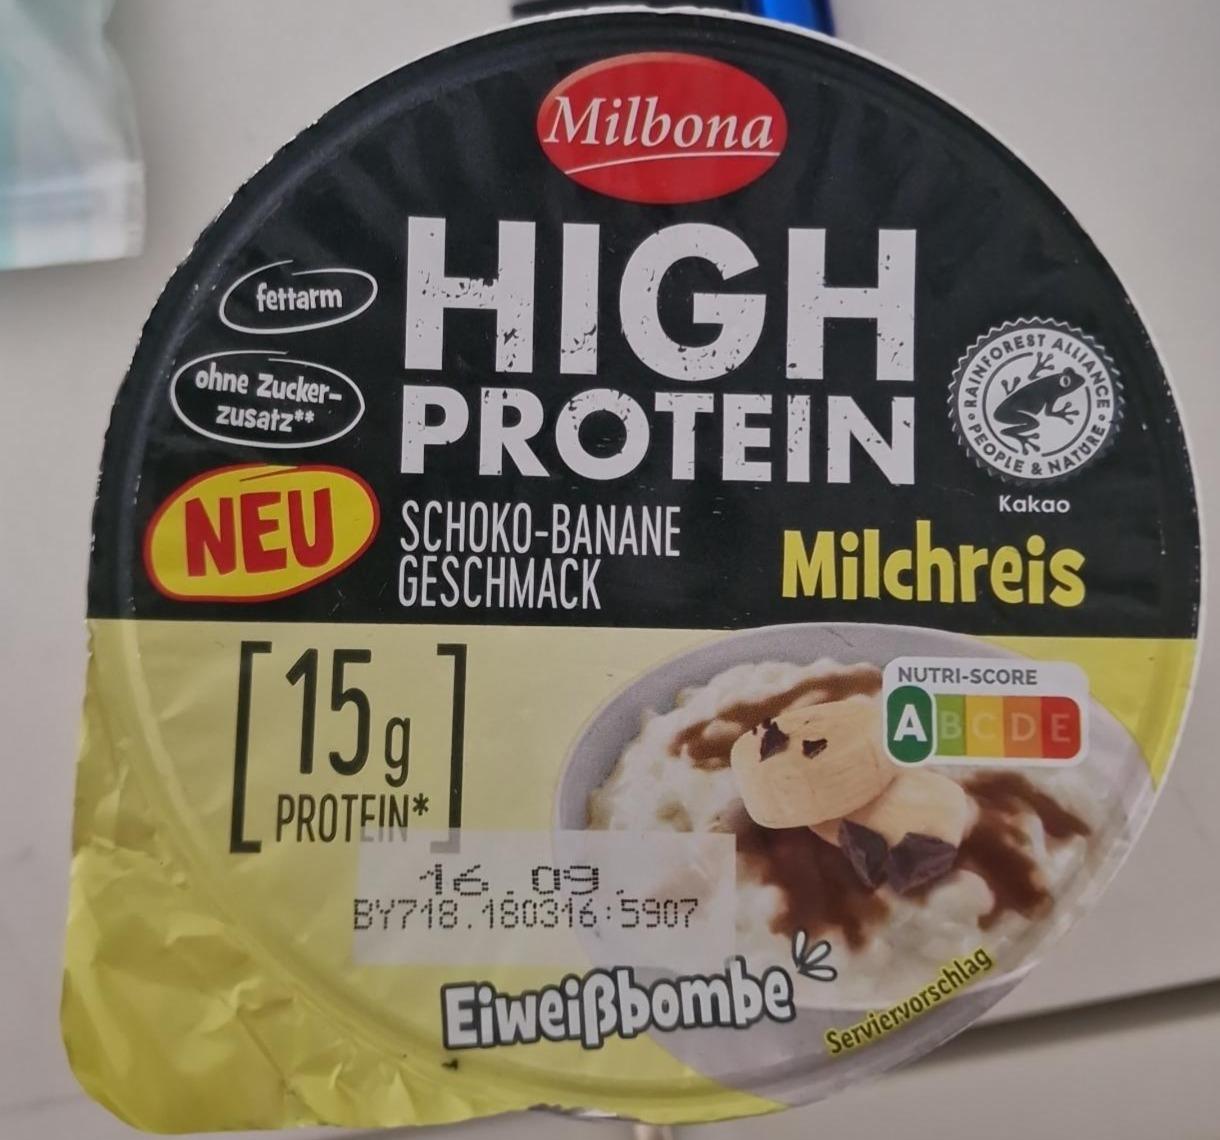 Milbona
HIGH
PROTEIN
fettarm
ohne Zucker-
zusatz**
NEU
SCHOKO-BANANE
GESCHMACK
Milchreis
RAINFOREST ALLIANCE
PEOPLE & NATURE
Kakao
15g
PROTEIN*
NUTRI-SCORE
A B C D E
16.09.
BY718.180316:5907
Eiweißbombe
Serviervorschlag